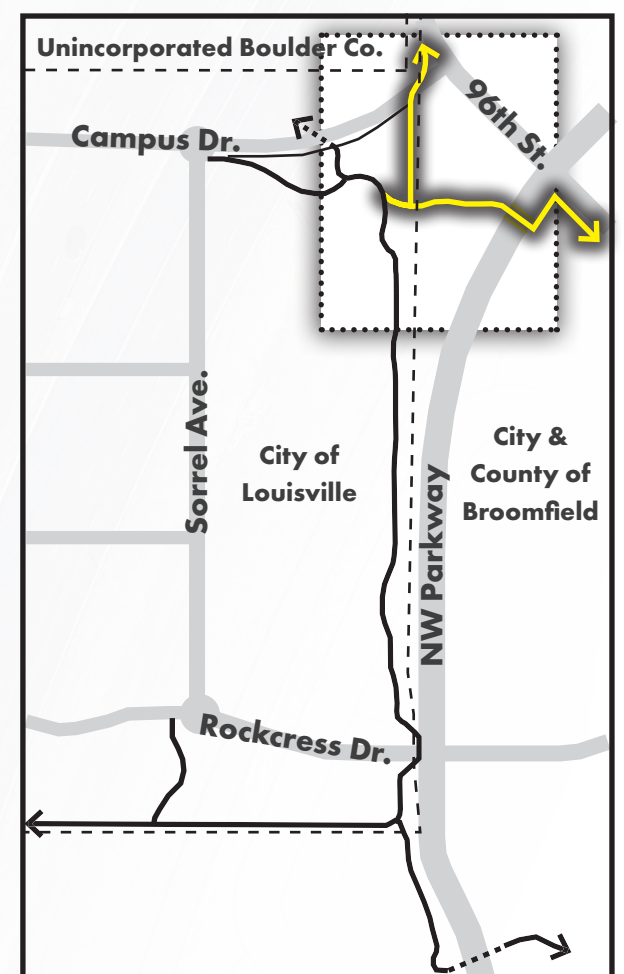 Unincorporated Boulder Co.
96th St.
Campus Dr.
Sorrel Ave.
City of
Louisville
City &
County of
Broomfield
NW Parkway
Rockcress Dr.